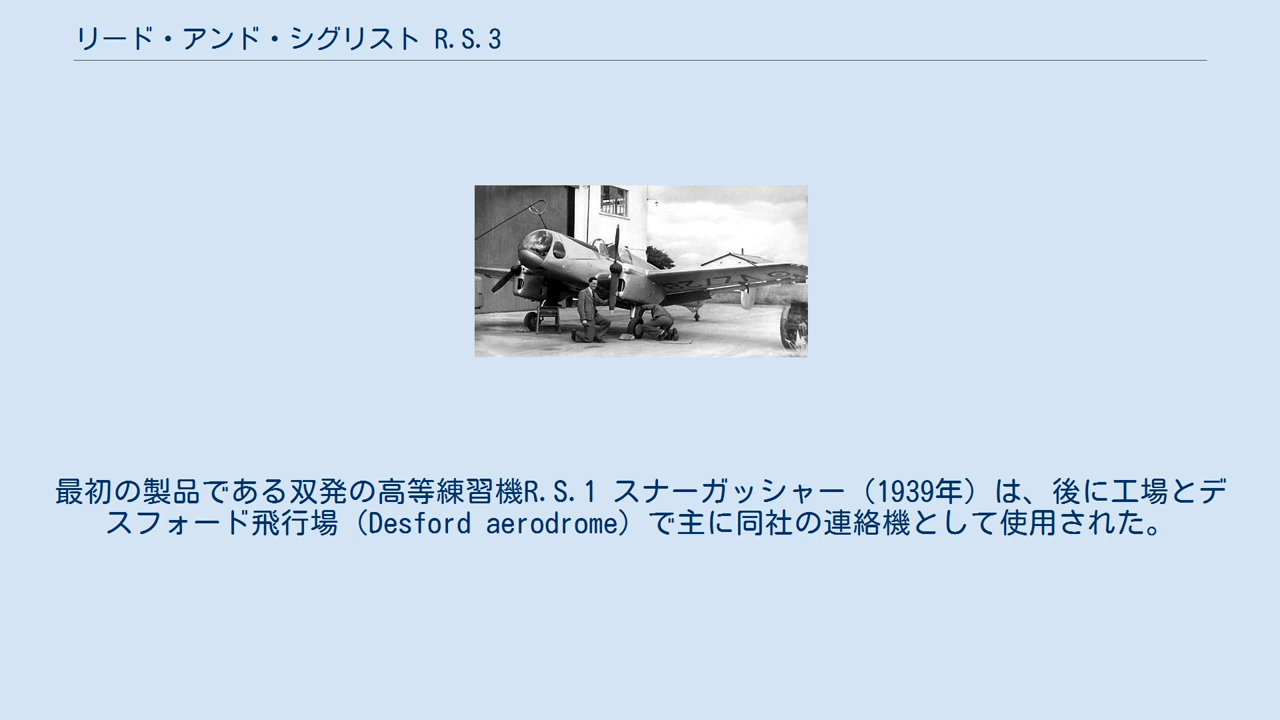 リード・アンド・シグリスト R.S.3
最初の製品である双発の高等練習機R.S.1 スナーガッシャー（1939年）は、後に工場とデ
スフォード飛行場（Desford aerodrome）で主に同社の連絡機として使用された。